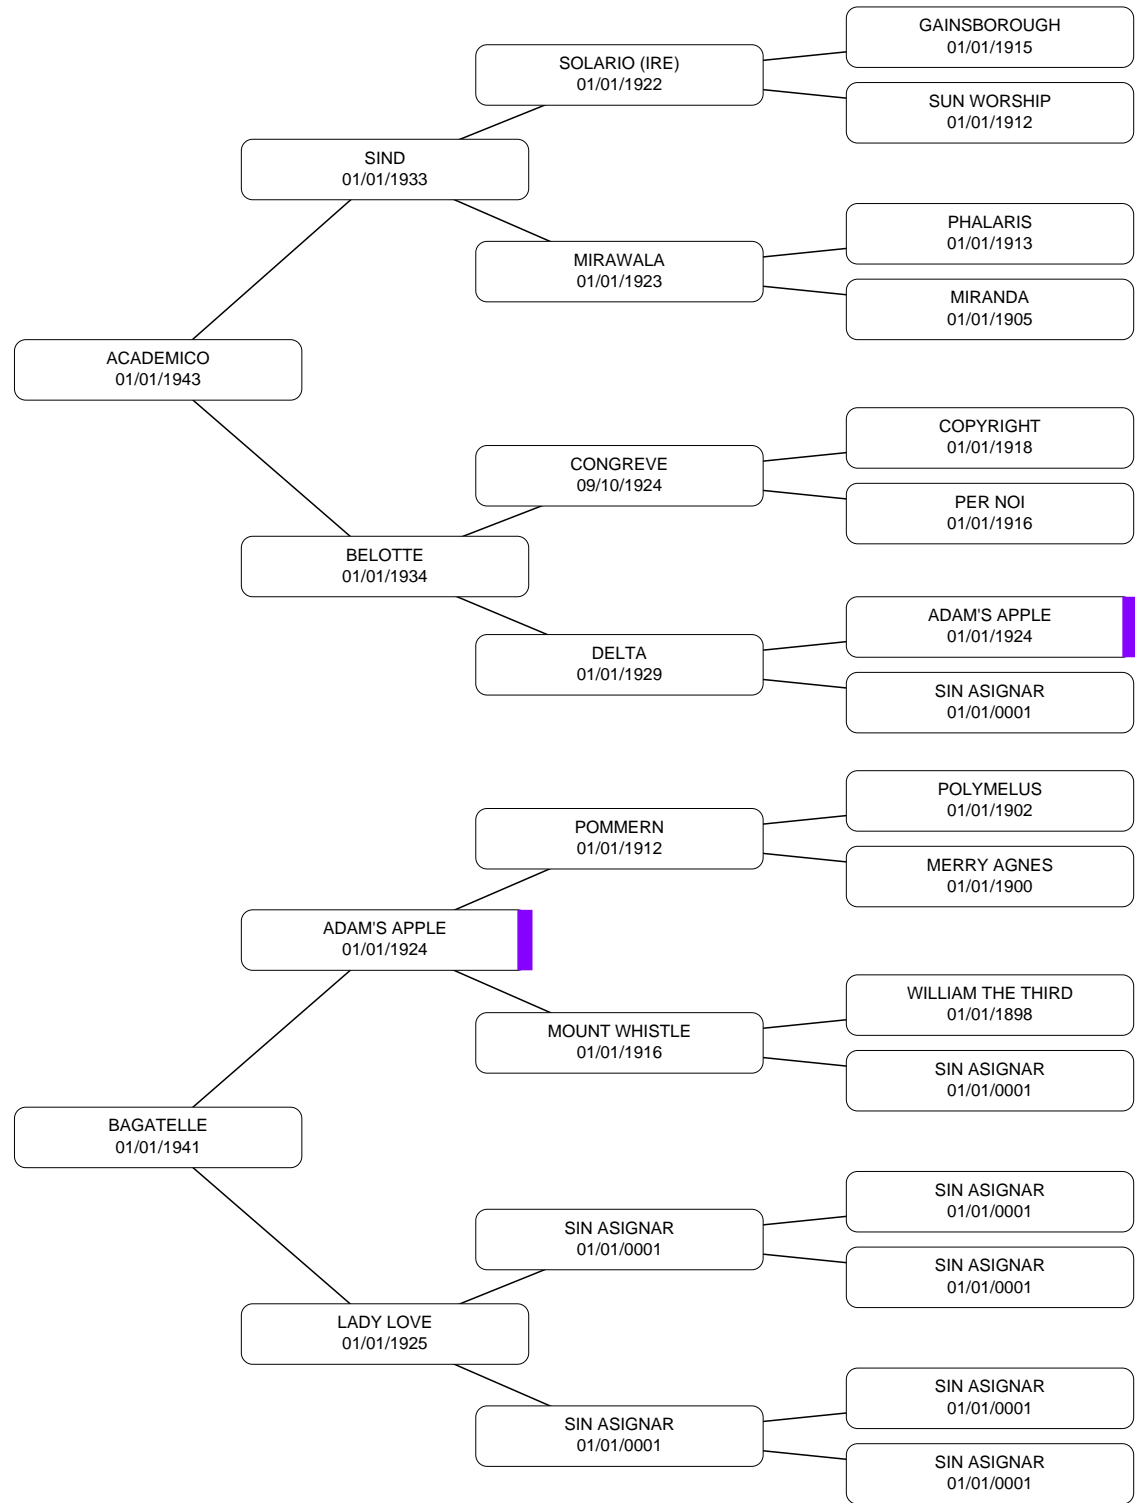 GAINSBOROUGH
01/01/1915
SOLARIO (IRE)
01/01/1922
SUN WORSHIP
01/01/1912
SIND
01/01/1933
PHALARIS
01/01/1913
MIRAWALA
01/01/1923
MIRANDA
01/01/1905
ACADEMICO
01/01/1943
COPYRIGHT
01/01/1918
CONGREVE
09/10/1924
PER NOI
01/01/1916
BELOTTE
01/01/1934
ADAM'S APPLE
01/01/1924
DELTA
01/01/1929
SIN ASIGNAR
01/01/0001
POLYMELUS
01/01/1902
POMMERN
01/01/1912
MERRY AGNES
01/01/1900
ADAM'S APPLE
01/01/1924
WILLIAM THE THIRD
01/01/1898
MOUNT WHISTLE
01/01/1916
SIN ASIGNAR
01/01/0001
BAGATELLE
01/01/1941
SIN ASIGNAR
01/01/0001
SIN ASIGNAR
01/01/0001
SIN ASIGNAR
01/01/0001
LADY LOVE
01/01/1925
SIN ASIGNAR
01/01/0001
SIN ASIGNAR
01/01/0001
SIN ASIGNAR
01/01/0001